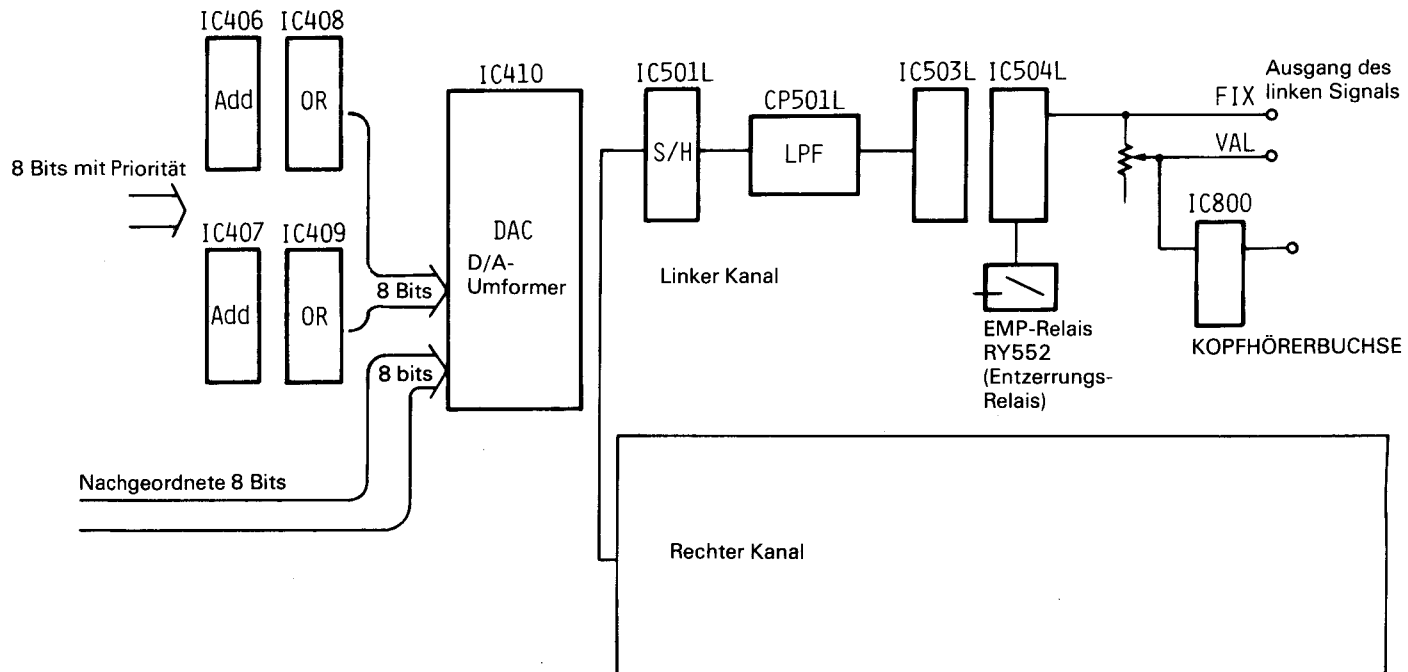 IC406 IC408
Add
OR
8 Bits mit Priorität
IC407 IC409
Add
OR
8 Bits
8 bits
Nachgeordnete 8 Bits
IC410
DAC
D/A-
Umformer
IC501L
S/H
CP501L
LPF
IC503L IC504L
Linker Kanal
EMP-Relais
RY552
(Entzerrungs-
Relais)
Ausgang des
linken Signals
FIX
VAL
IC800
KOPFHÖRERBUCHSE
Rechter Kanal